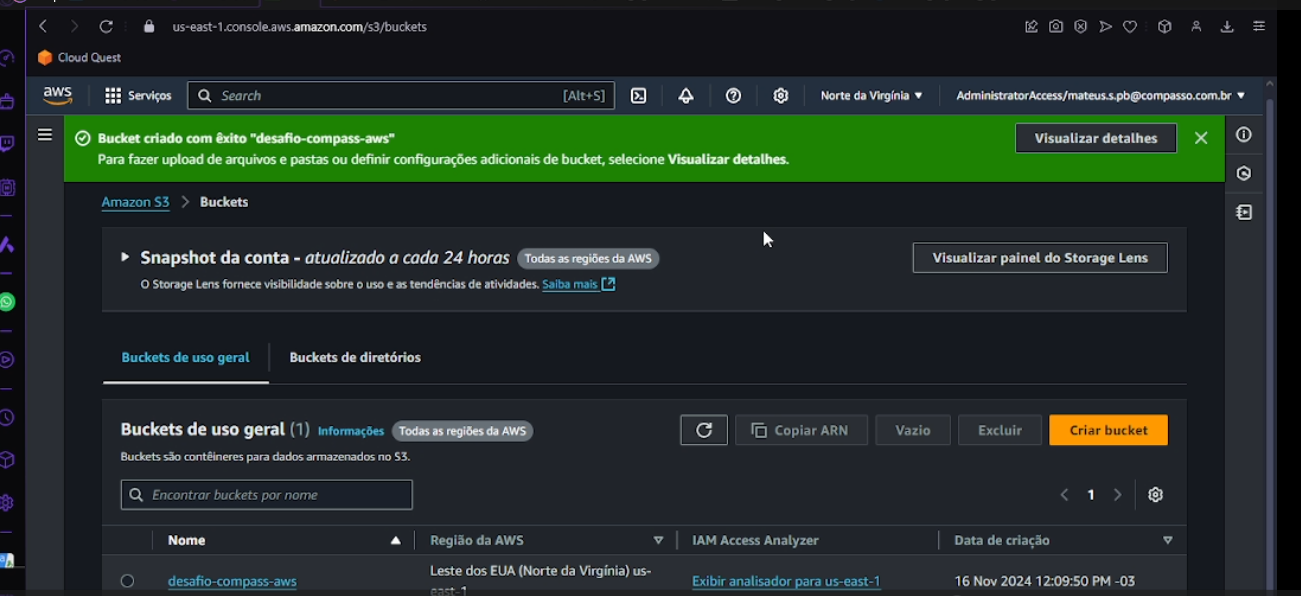 us-east-1.console.aws.amazon.com/s3/buckets
Cloud Quest
aws Serviços Search [Alt+S] Norte da Virgínia AdministratorAccess/mateus.s.pb@compasso.com.br
Bucket criado com êxito "desafio-compass-aws"
Para fazer upload de arquivos e pastas ou definir configurações adicionais de bucket, selecione Visualizar detalhes.
Visualizar detalhes
Amazon S3 > Buckets
Snapshot da conta - atualizado a cada 24 horas Todas as regiões da AWS
O Storage Lens fornece visibilidade sobre o uso e as tendências de atividades. Saiba mais
Visualizar painel do Storage Lens
Buckets de uso geral Buckets de diretórios
Buckets de uso geral (1) Informações Todas as regiões da AWS
Buckets são contêineres para dados armazenados no S3.
Copiar ARN Vazio Excluir Criar bucket
Encontrar buckets por nome
1
Nome Região da AWS IAM Access Analyzer Data de criação
desafio-compass-aws Leste dos EUA (Norte da Virgínia) us-east-1 Exibir analisador para us-east-1 16 Nov 2024 12:09:50 PM -03